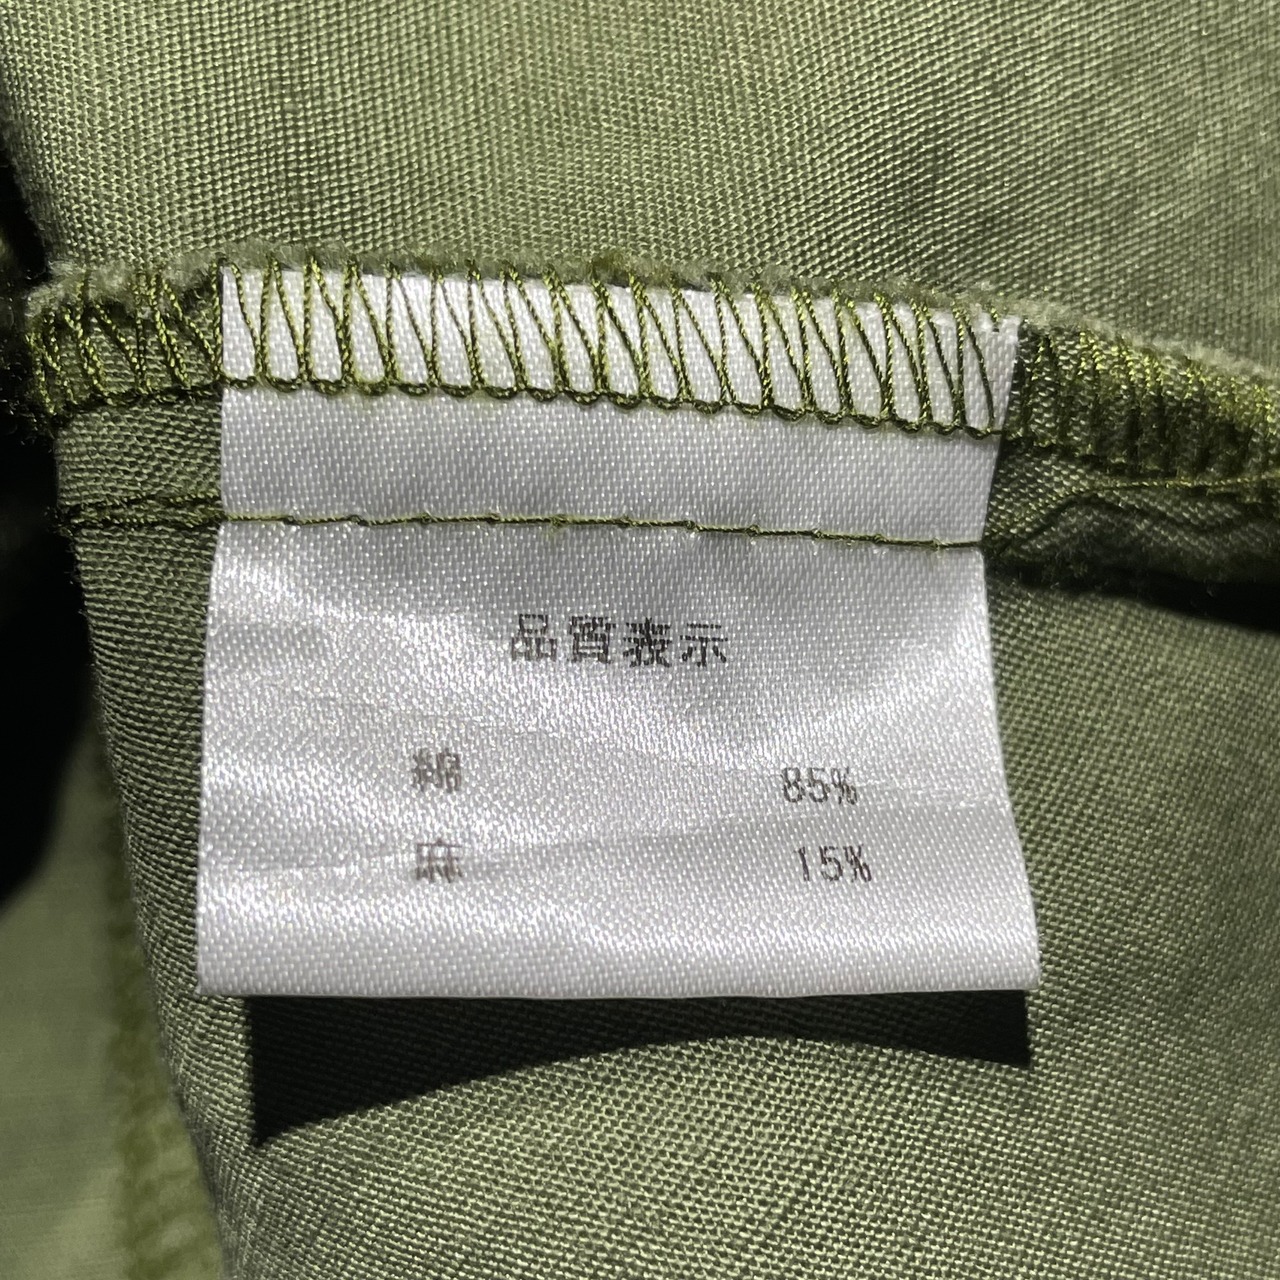 品質表示
綿 85%
麻 15%